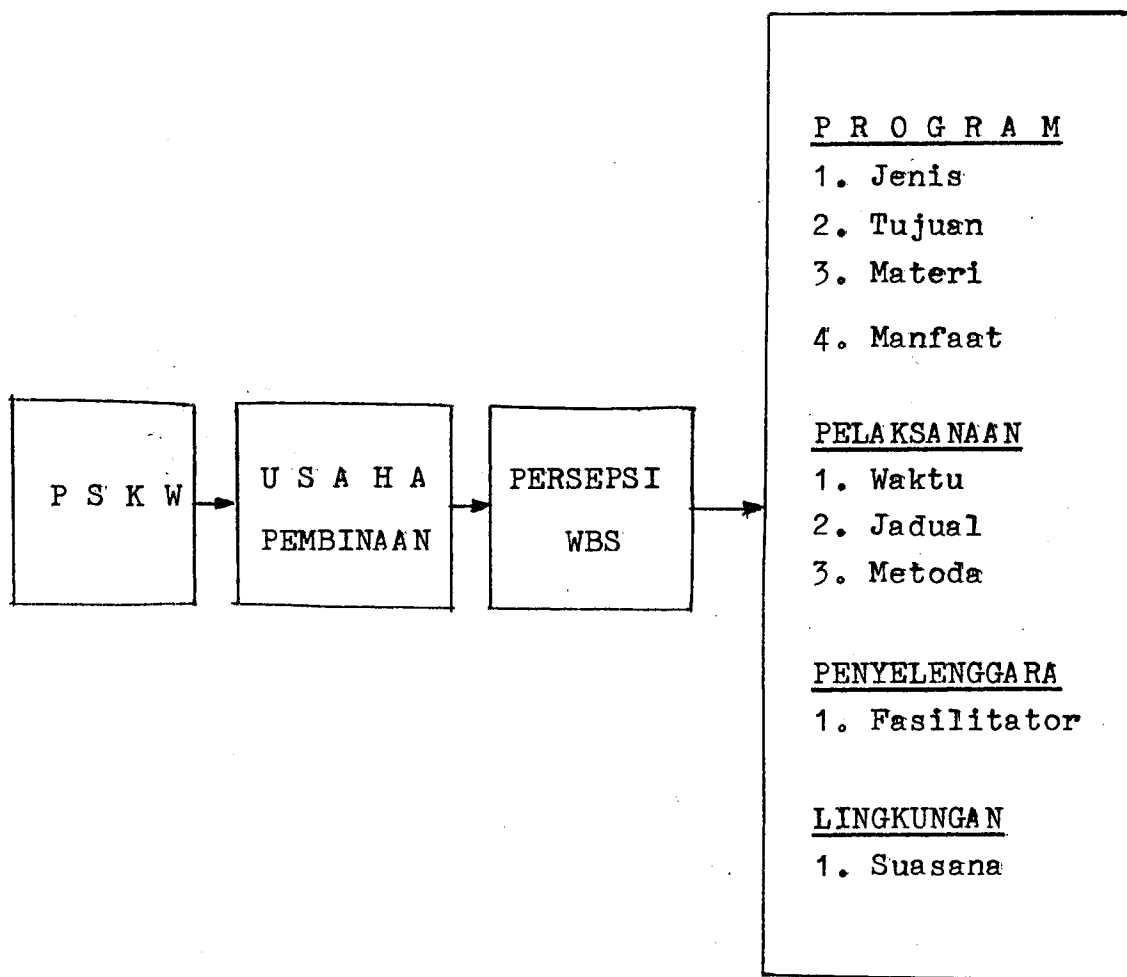 P S K W
U S A H A
PEMBINAAN
PERSEPSI
WBS
P R O G R A M
1. Jenis
2. Tujuan
3. Materi
4. Manfaat
PELAKSANAAN
1. Waktu
2. Jadual
3. Metoda
PENYELENGGARA
1. Fasilitator
LINGKUNGAN
1. Suasana